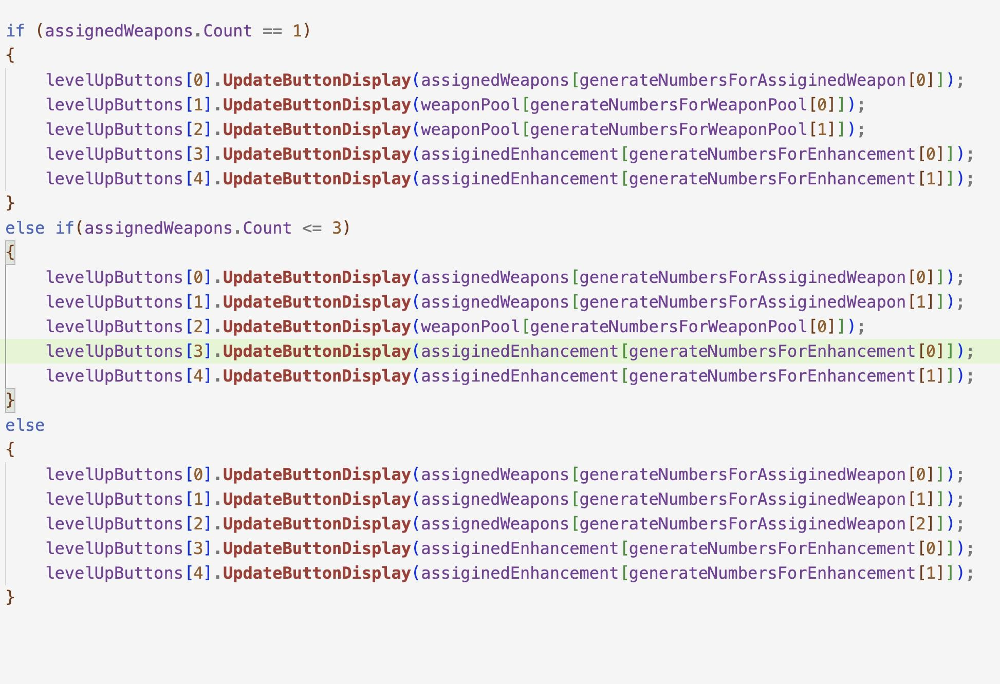 if (assignedWeapons.Count == 1)
{
levelUpButtons[0].UpdateButtonDisplay(assignedWeapons[generateNumbersForAssiginedWeapon[0]]);
levelUpButtons[1].UpdateButtonDisplay(weaponPool[generateNumbersForWeaponPool[0]]);
levelUpButtons[2].UpdateButtonDisplay(weaponPool[generateNumbersForWeaponPool[1]]);
levelUpButtons[3].UpdateButtonDisplay(assiginedEnhancement[generateNumbersForEnhancement[0]]);
levelUpButtons[4].UpdateButtonDisplay(assiginedEnhancement[generateNumbersForEnhancement[1]]);
}
else if(assignedWeapons.Count <= 3)
{
levelUpButtons[0].UpdateButtonDisplay(assignedWeapons[generateNumbersForAssiginedWeapon[0]]);
levelUpButtons[1].UpdateButtonDisplay(assignedWeapons[generateNumbersForAssiginedWeapon[1]]);
levelUpButtons[2].UpdateButtonDisplay(weaponPool[generateNumbersForWeaponPool[0]]);
levelUpButtons[3].UpdateButtonDisplay(assiginedEnhancement[generateNumbersForEnhancement[0]]);
levelUpButtons[4].UpdateButtonDisplay(assiginedEnhancement[generateNumbersForEnhancement[1]]);
}
else
{
levelUpButtons[0].UpdateButtonDisplay(assignedWeapons[generateNumbersForAssiginedWeapon[0]]);
levelUpButtons[1].UpdateButtonDisplay(assignedWeapons[generateNumbersForAssiginedWeapon[1]]);
levelUpButtons[2].UpdateButtonDisplay(assignedWeapons[generateNumbersForAssiginedWeapon[2]]);
levelUpButtons[3].UpdateButtonDisplay(assiginedEnhancement[generateNumbersForEnhancement[0]]);
levelUpButtons[4].UpdateButtonDisplay(assiginedEnhancement[generateNumbersForEnhancement[1]]);
}